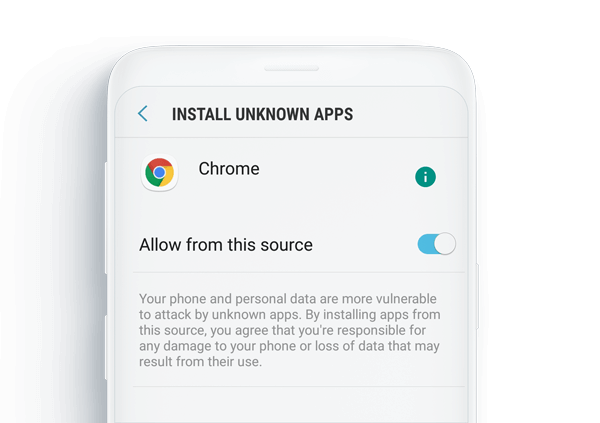 INSTALL UNKNOWN APPS
Chrome
Allow from this source
Your phone and personal data are more vulnerable
to attack by unknown apps. By installing apps from
this source, you agree that you're responsible for
any damage to your phone or loss of data that may
result from their use.